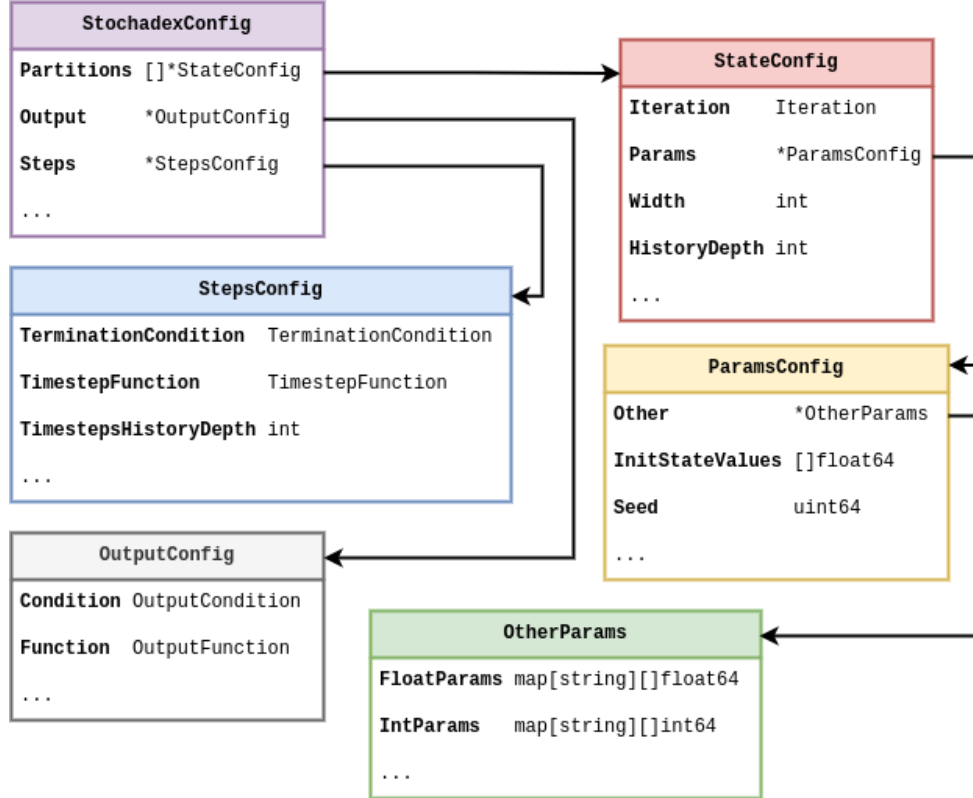 StochadexConfig
Partitions []*StateConfig
Output *OutputConfig
Steps *StepsConfig
...
StateConfig
Iteration Iteration
Params *ParamsConfig
Width int
HistoryDepth int
...
StepsConfig
TerminationCondition TerminationCondition
TimestepFunction TimestepFunction
TimestepsHistoryDepth int
...
ParamsConfig
Other *OtherParams
InitStateValues []float64
Seed uint64
...
OutputConfig
Condition OutputCondition
Function OutputFunction
...
OtherParams
FloatParams map[string][]float64
IntParams map[string][]int64
...